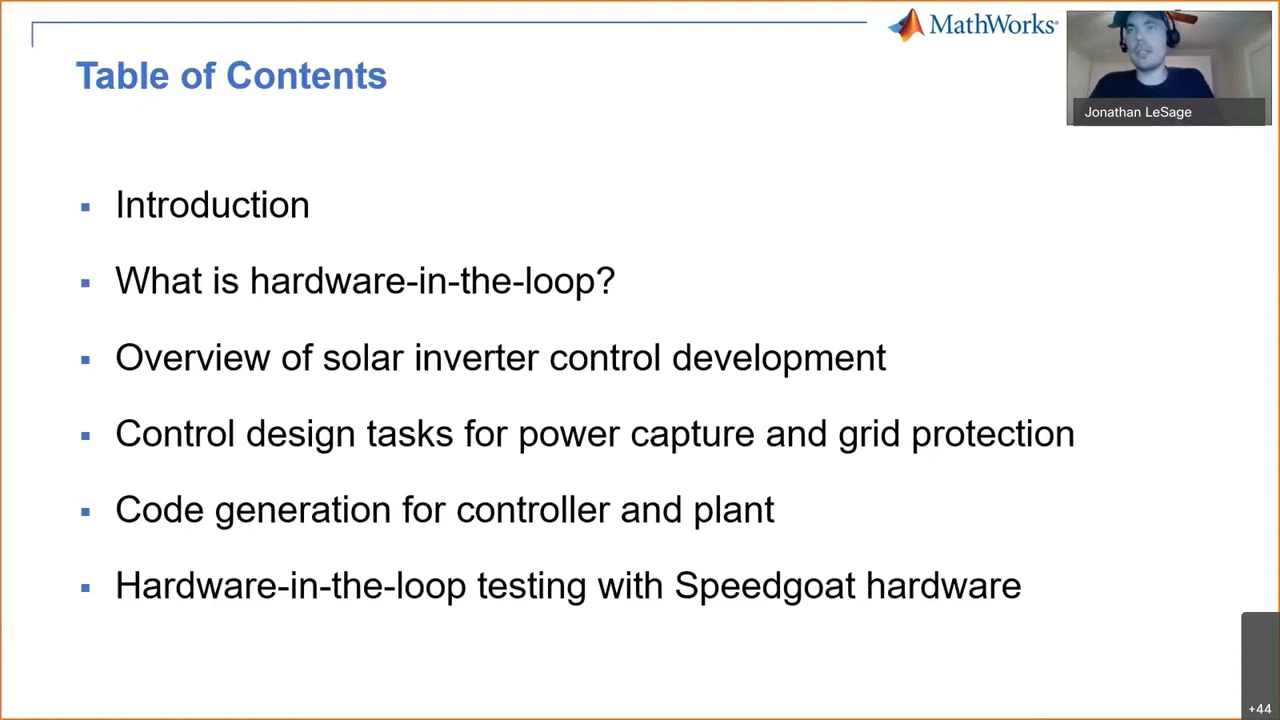 MathWorks®
Jonathan LeSage
Table of Contents
Introduction
What is hardware-in-the-loop?
Overview of solar inverter control development
Control design tasks for power capture and grid protection
Code generation for controller and plant
Hardware-in-the-loop testing with Speedgoat hardware
+44